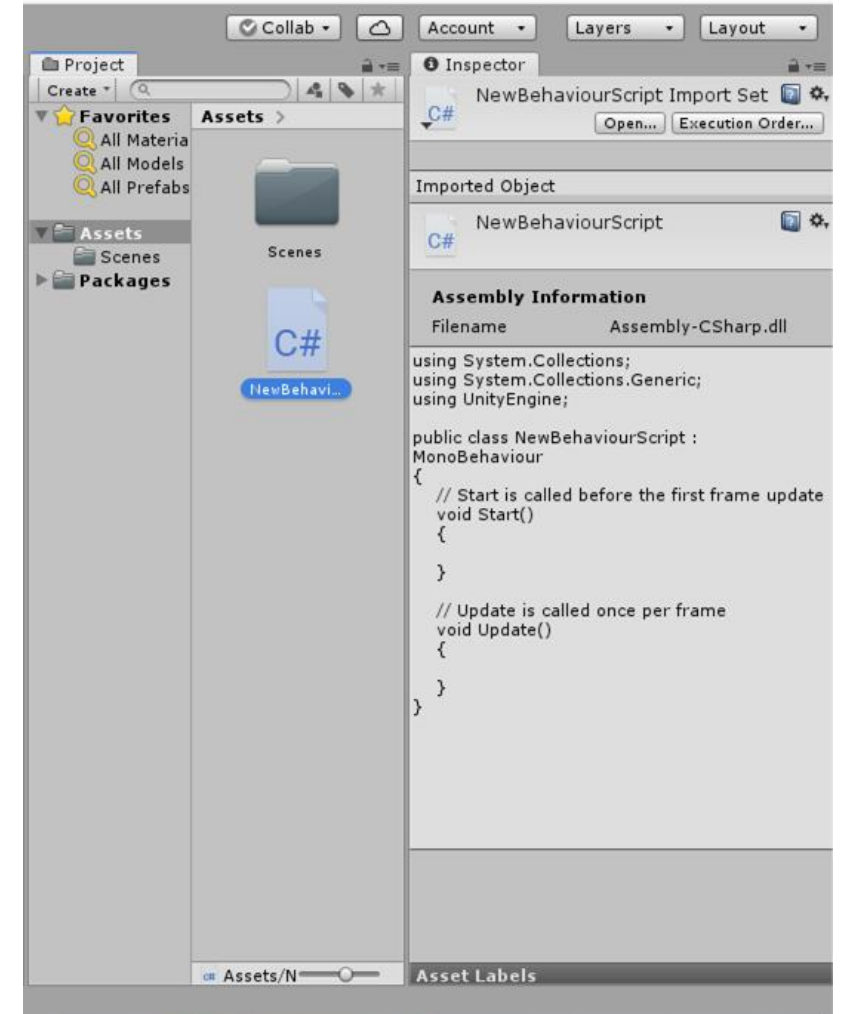 Collab
Account
Layers
Layout
Project
Create
Favorites
All Materia
All Models
All Prefabs
Assets
Scenes
Packages
Assets >
Scenes
C#
NewBehavi...
C# Assets/N
Inspector
C#
NewBehaviourScript Import Set
Open... Execution Order...
Imported Object
C#
NewBehaviourScript
Assembly Information
Filename Assembly-CSharp.dll
using System.Collections;
using System.Collections.Generic;
using UnityEngine;
public class NewBehaviourScript :
MonoBehaviour
{
// Start is called before the first frame update
void Start()
{
}
// Update is called once per frame
void Update()
{
}
}
Asset Labels